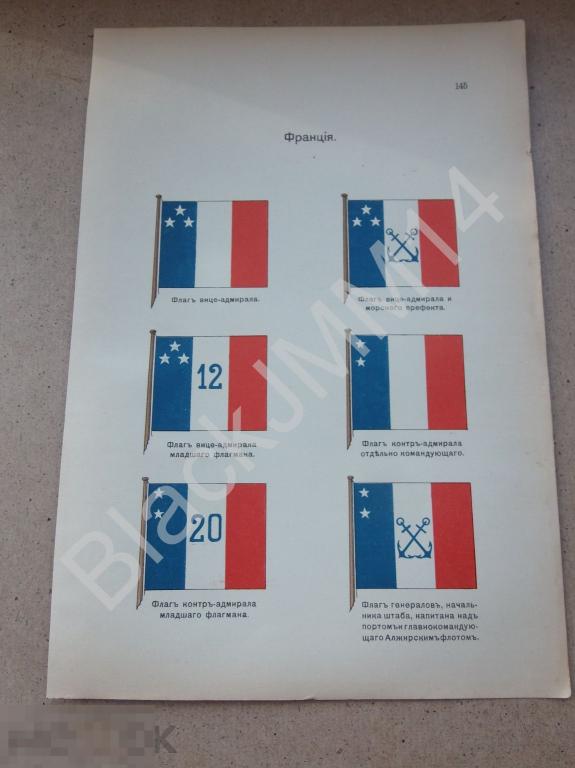 145
Франція.
Флагъ вице-адмирала.
Флагъ вице-адмирала и
морского префекта.
12
Флагъ вице-адмирала
младшаго флагмана.
Флагъ контръ-адмирала
отдѣльно командующаго.
20
Флагъ контръ-адмирала
младшаго флагмана.
Флагъ генераловъ, началь-
ника штаба, капитана надъ
портомъ и главнокомандую-
щаго Алжирскимъ флотомъ.
BlackJMM14